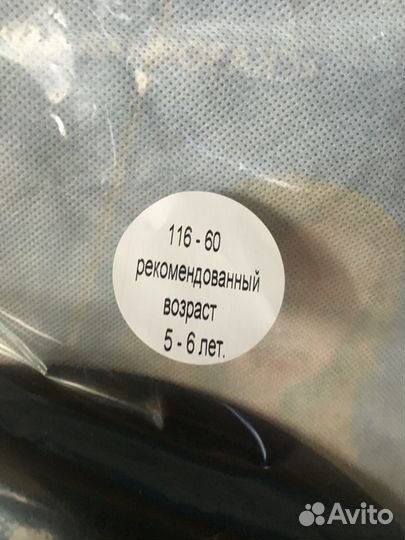 116 - 60
рекомендованный
возраст
5 - 6 лет.
Avito